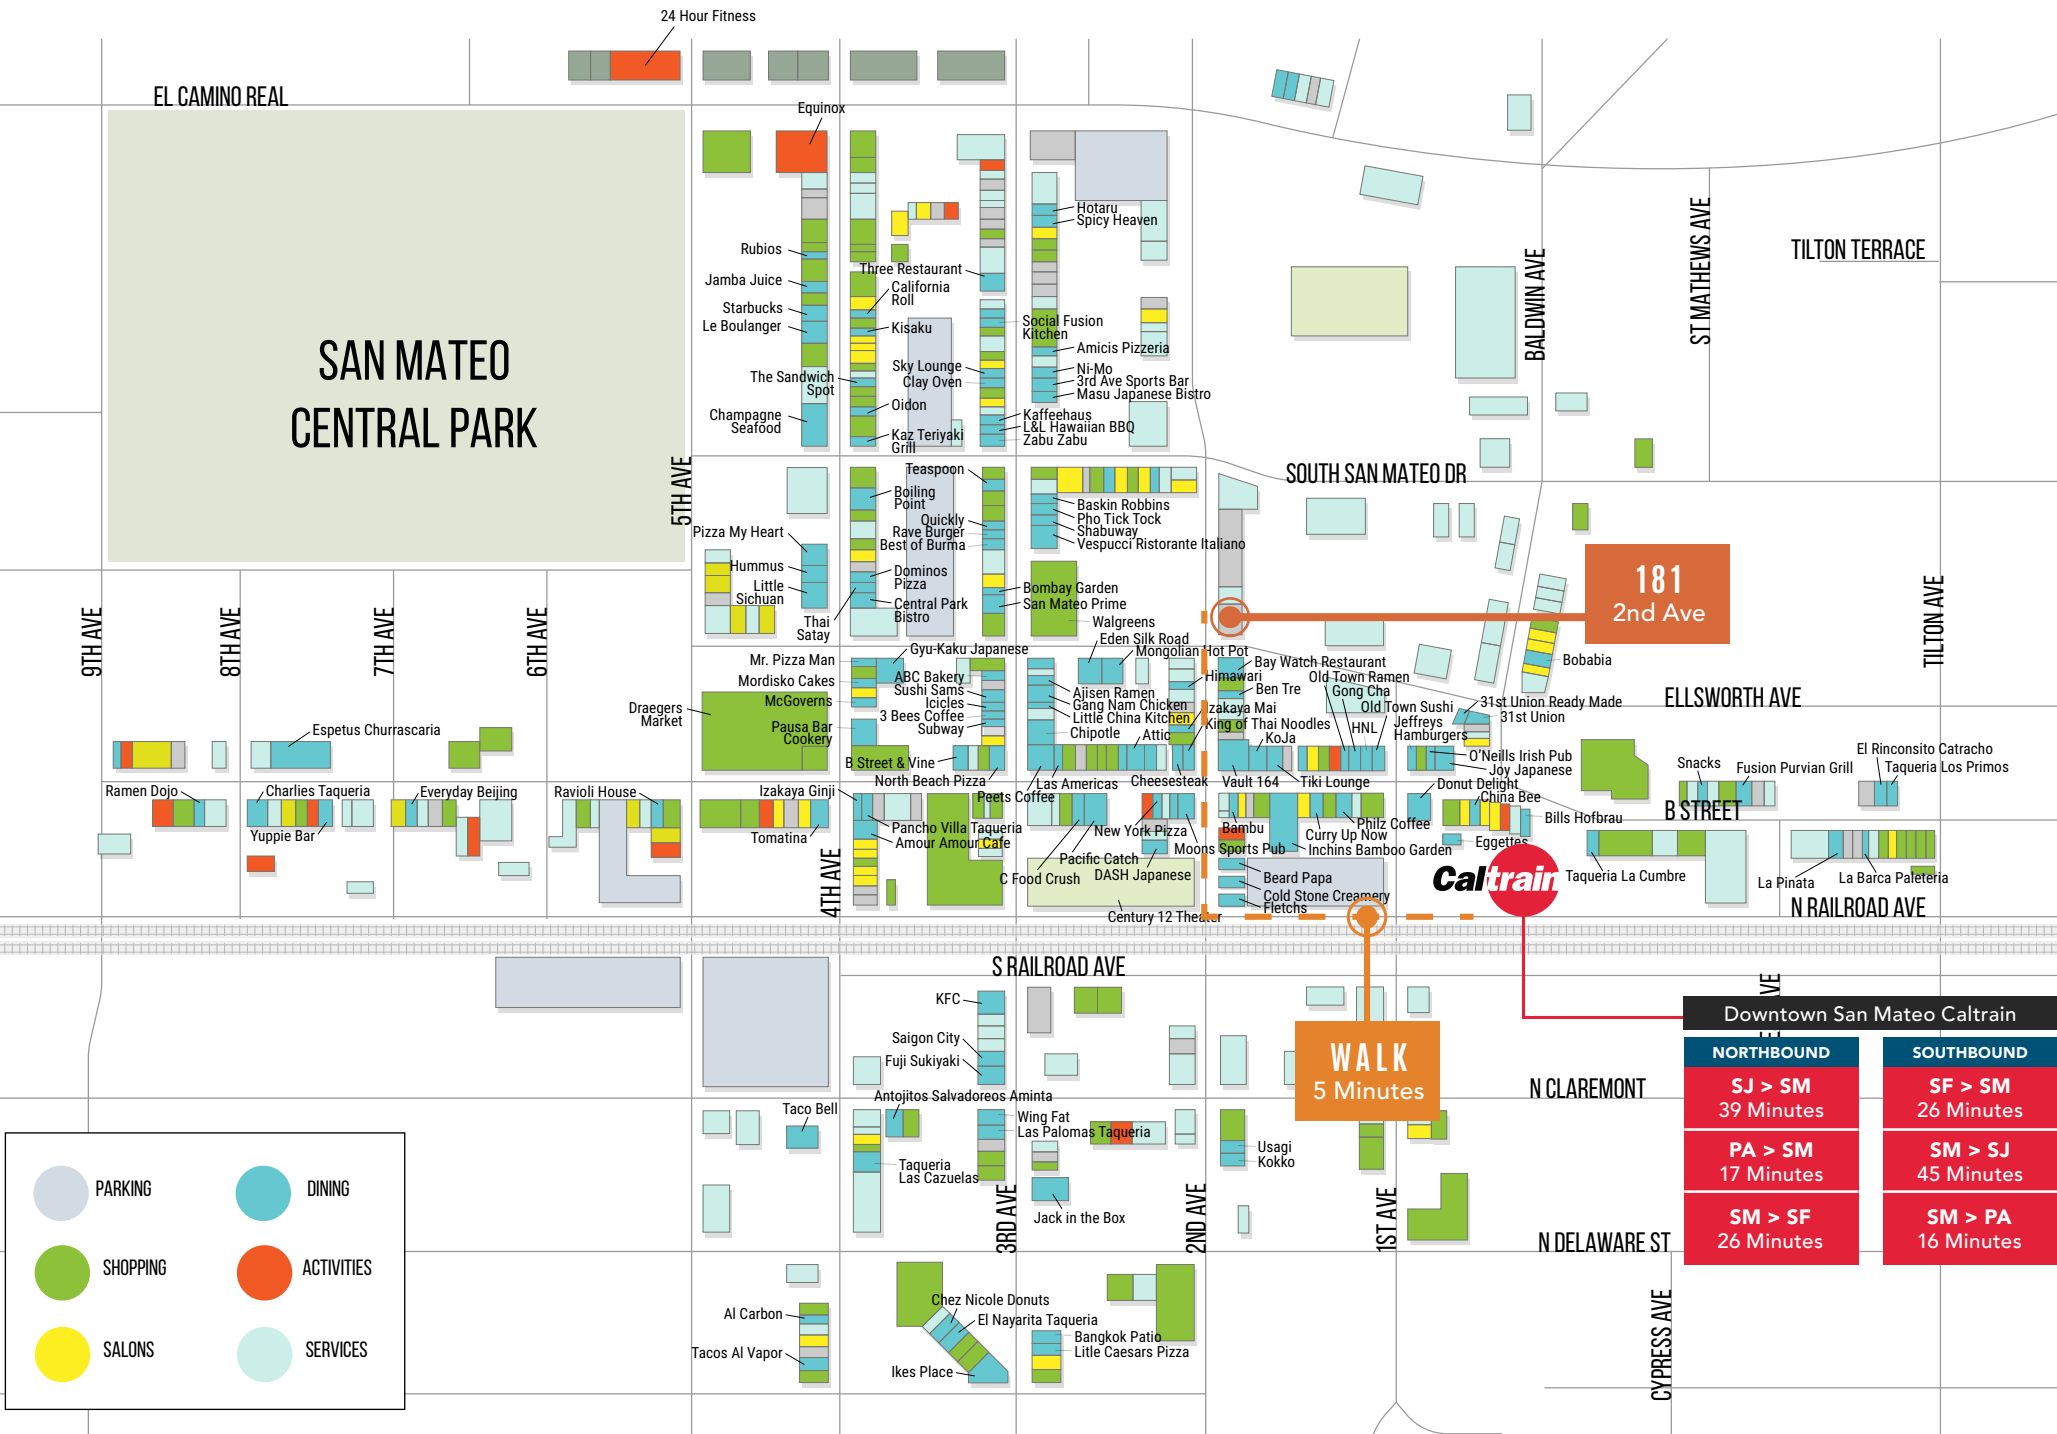 24 Hour Fitness
EL CAMINO REAL
Equinox
SAN MATEO
CENTRAL PARK
Rubios
Jamba Juice
Starbucks
Le Boulanger
The Sandwich
Spot
Champagne
Seafood
Three Restaurant
California
Roll
Kisaku
Sky Lounge
Clay Oven
Oidon
Kaz Teriyaki
Grill
Hotaru
Spicy Heaven
Social Fusion
Kitchen
Amicis Pizzeria
Ni-Mo
3rd Ave Sports Bar
Masu Japanese Bistro
Kaffeehaus
L&L Hawaiian BBQ
Zabu Zabu
BALDWIN AVE
ST MATHEWS AVE
TILTON TERRACE
SOUTH SAN MATEO DR
5TH AVE
Teaspoon
Boiling
Point
Quickly
Rave Burger
Best of Burma
Pizza My Heart
Hummus
Little
Sichuan
Dominos
Pizza
Central Park
Bistro
Thai
Satay
Baskin Robbins
Pho Tick Tock
Shabuway
Vespucci Ristorante Italiano
Bombay Garden
San Mateo Prime
Walgreens
181
2nd Ave
9TH AVE
8TH AVE
7TH AVE
6TH AVE
TILTON AVE
Eden Silk Road
Mongolian Hot Pot
Gyu-Kaku Japanese
Mr. Pizza Man
Mordisko Cakes
McGoverns
Draegers
Market
Pausa Bar
Cookery
ABC Bakery
Sushi Sams
Icicles
3 Bees Coffee
Subway
B Street & Vine
North Beach Pizza
Ajisen Ramen
Gang Nam Chicken
Little China Kitchen
Chipotle
Attic
Himawari
Izakaya Mai
King of Thai Noodles
Bay Watch Restaurant
Ben Tre
Old Town Ramen
Gong Cha
Old Town Sushi
HNL
KoJa
Jeffreys
Hamburgers
Bobabia
31st Union Ready Made
31st Union
O'Neills Irish Pub
Joy Japanese
ELLSWORTH AVE
Espetus Churrascaria
Las Americas
Cheesesteak
Vault 164
Tiki Lounge
Donut Delight
China Bee
Bills Hofbrau
Eggettes
Snacks
Fusion Purvian Grill
El Rinconsito Catracho
Taqueria Los Primos
B STREET
Ramen Dojo
Charlies Taqueria
Yuppie Bar
Everyday Beijing
Ravioli House
Izakaya Ginji
Tomatina
Pancho Villa Taqueria
Amour Amour Cafe
Peets Coffee
New York Pizza
Pacific Catch
C Food Crush
DASH Japanese
Moons Sports Pub
Bambu
Curry Up Now
Philz Coffee
Inchins Bamboo Garden
Beard Papa
Cold Stone Creamery
Fletchs
Century 12 Theater
Caltrain
Taqueria La Cumbre
La Pinata
La Barca Paleteria
4TH AVE
N RAILROAD AVE
S RAILROAD AVE
AVE
KFC
Saigon City
Fuji Sukiyaki
WALK
5 Minutes
Downtown San Mateo Caltrain
NORTHBOUND
SJ > SM
39 Minutes
PA > SM
17 Minutes
SM > SF
26 Minutes
SOUTHBOUND
SF > SM
26 Minutes
SM > SJ
45 Minutes
SM > PA
16 Minutes
N CLAREMONT
Antojitos Salvadoreos Aminta
Taco Bell
Wing Fat
Las Palomas Taqueria
Taqueria
Las Cazuelas
Jack in the Box
Usagi
Kokko
3RD AVE
2ND AVE
1ST AVE
N DELAWARE ST
CYPRESS AVE
Al Carbon
Tacos Al Vapor
Chez Nicole Donuts
El Nayarita Taqueria
Ikes Place
Bangkok Patio
Litle Caesars Pizza
PARKING
DINING
SHOPPING
ACTIVITIES
SALONS
SERVICES